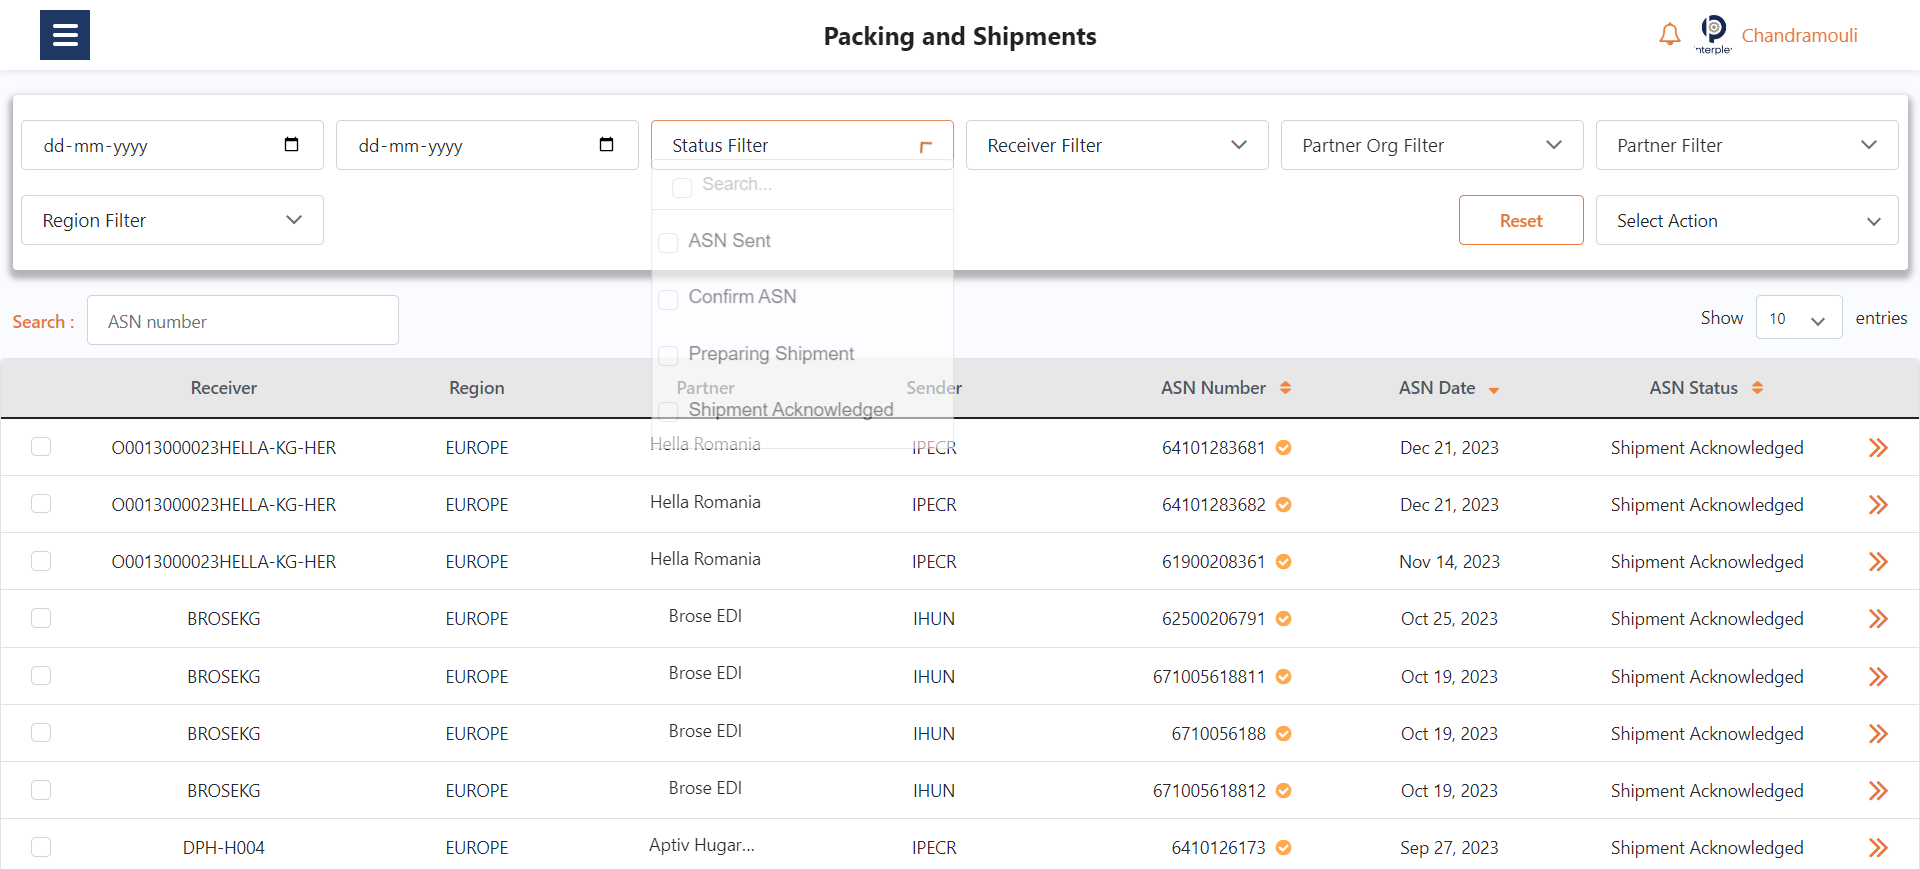 Packing and Shipments
nterple
Chandramouli
dd-mm-yyyy
dd-mm-yyyy
Status Filter
Receiver Filter
Partner Org Filter
Partner Filter
Search...
Region Filter
Reset
Select Action
ASN Sent
Confirm ASN
Preparing Shipment
Shipment Acknowledged
Search :
ASN number
Show 10 entries
Receiver Region Partner Sender ASN Number ASN Date ASN Status
O0013000023HELLA-KG-HER EUROPE Hella Romania IPECR 64101283681 Dec 21, 2023 Shipment Acknowledged
O0013000023HELLA-KG-HER EUROPE Hella Romania IPECR 64101283682 Dec 21, 2023 Shipment Acknowledged
O0013000023HELLA-KG-HER EUROPE Hella Romania IPECR 61900208361 Nov 14, 2023 Shipment Acknowledged
BROSEKG EUROPE Brose EDI IHUN 62500206791 Oct 25, 2023 Shipment Acknowledged
BROSEKG EUROPE Brose EDI IHUN 671005618811 Oct 19, 2023 Shipment Acknowledged
BROSEKG EUROPE Brose EDI IHUN 6710056188 Oct 19, 2023 Shipment Acknowledged
BROSEKG EUROPE Brose EDI IHUN 671005618812 Oct 19, 2023 Shipment Acknowledged
DPH-H004 EUROPE Aptiv Hugar... IPECR 6410126173 Sep 27, 2023 Shipment Acknowledged